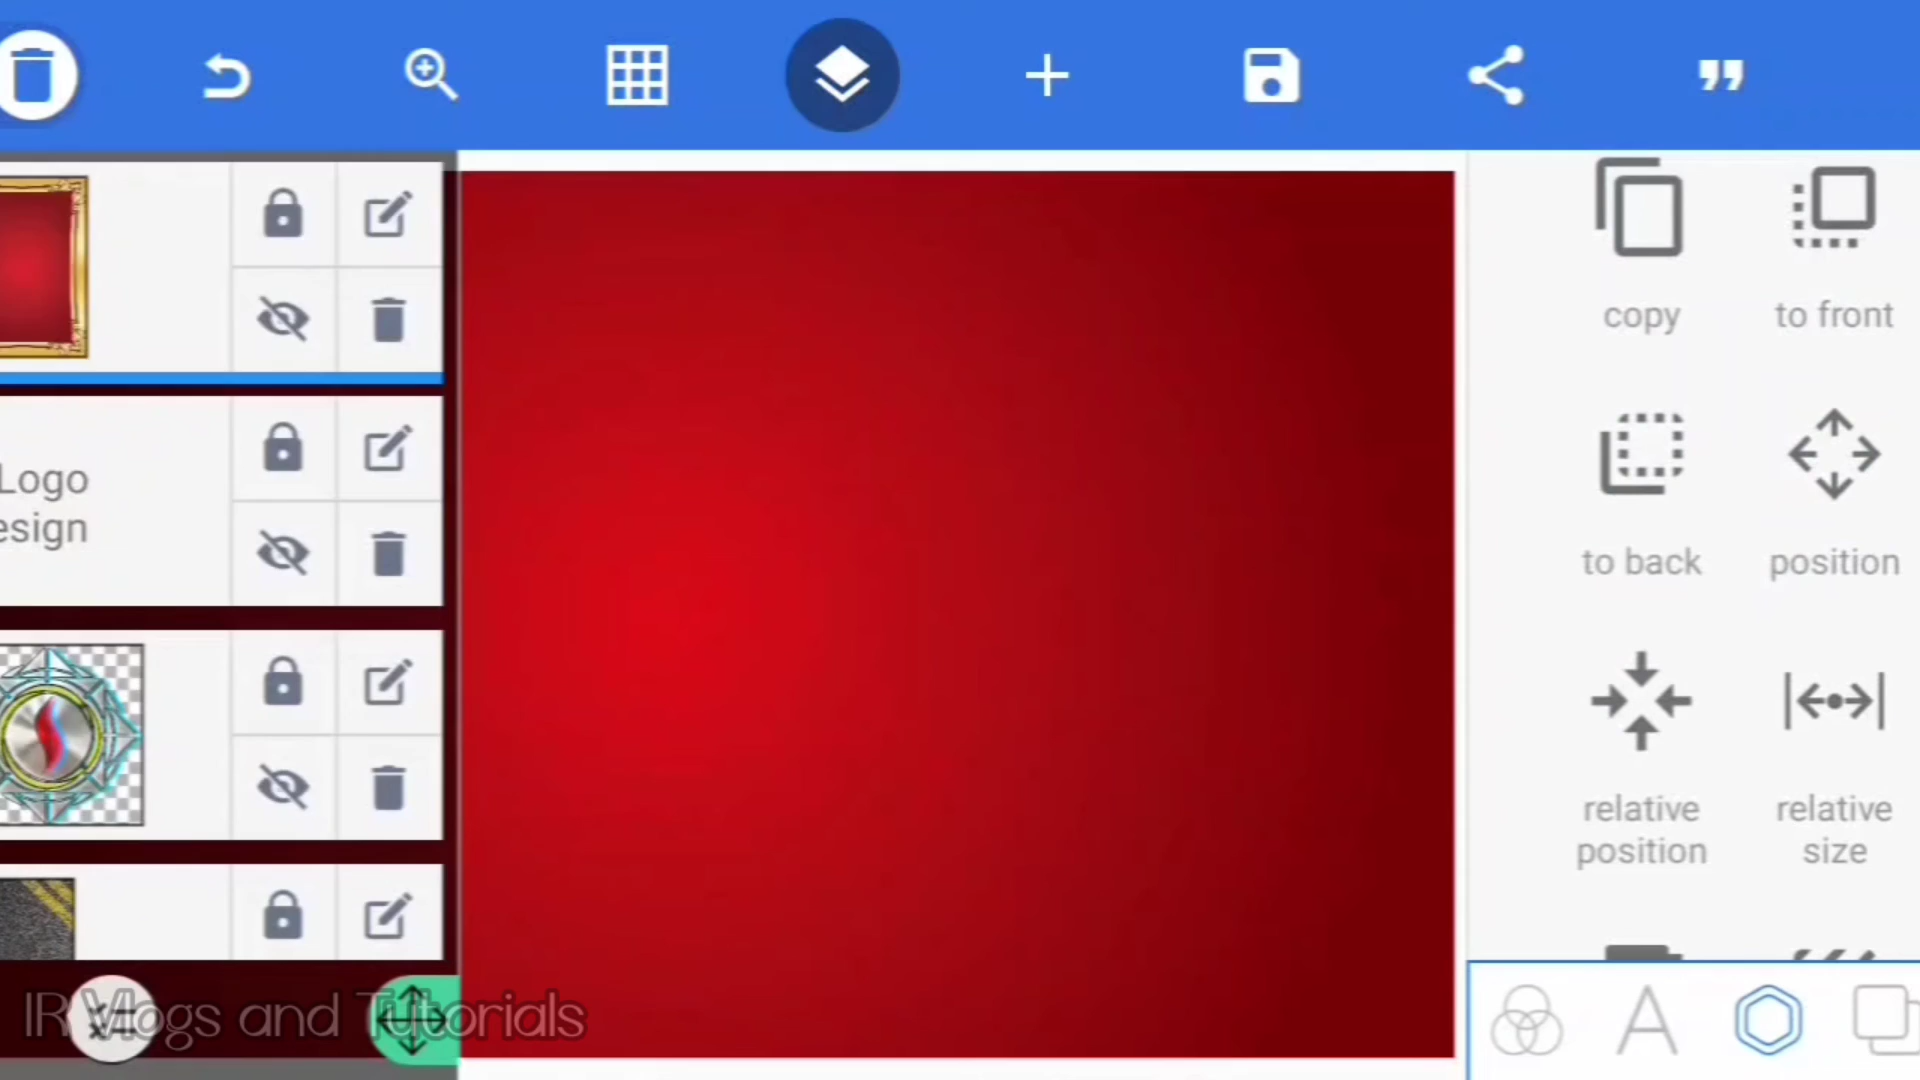 copy
to front
Logo
esign
to back
position
relative
position
relative
size
IR Vlogs and Tutorials